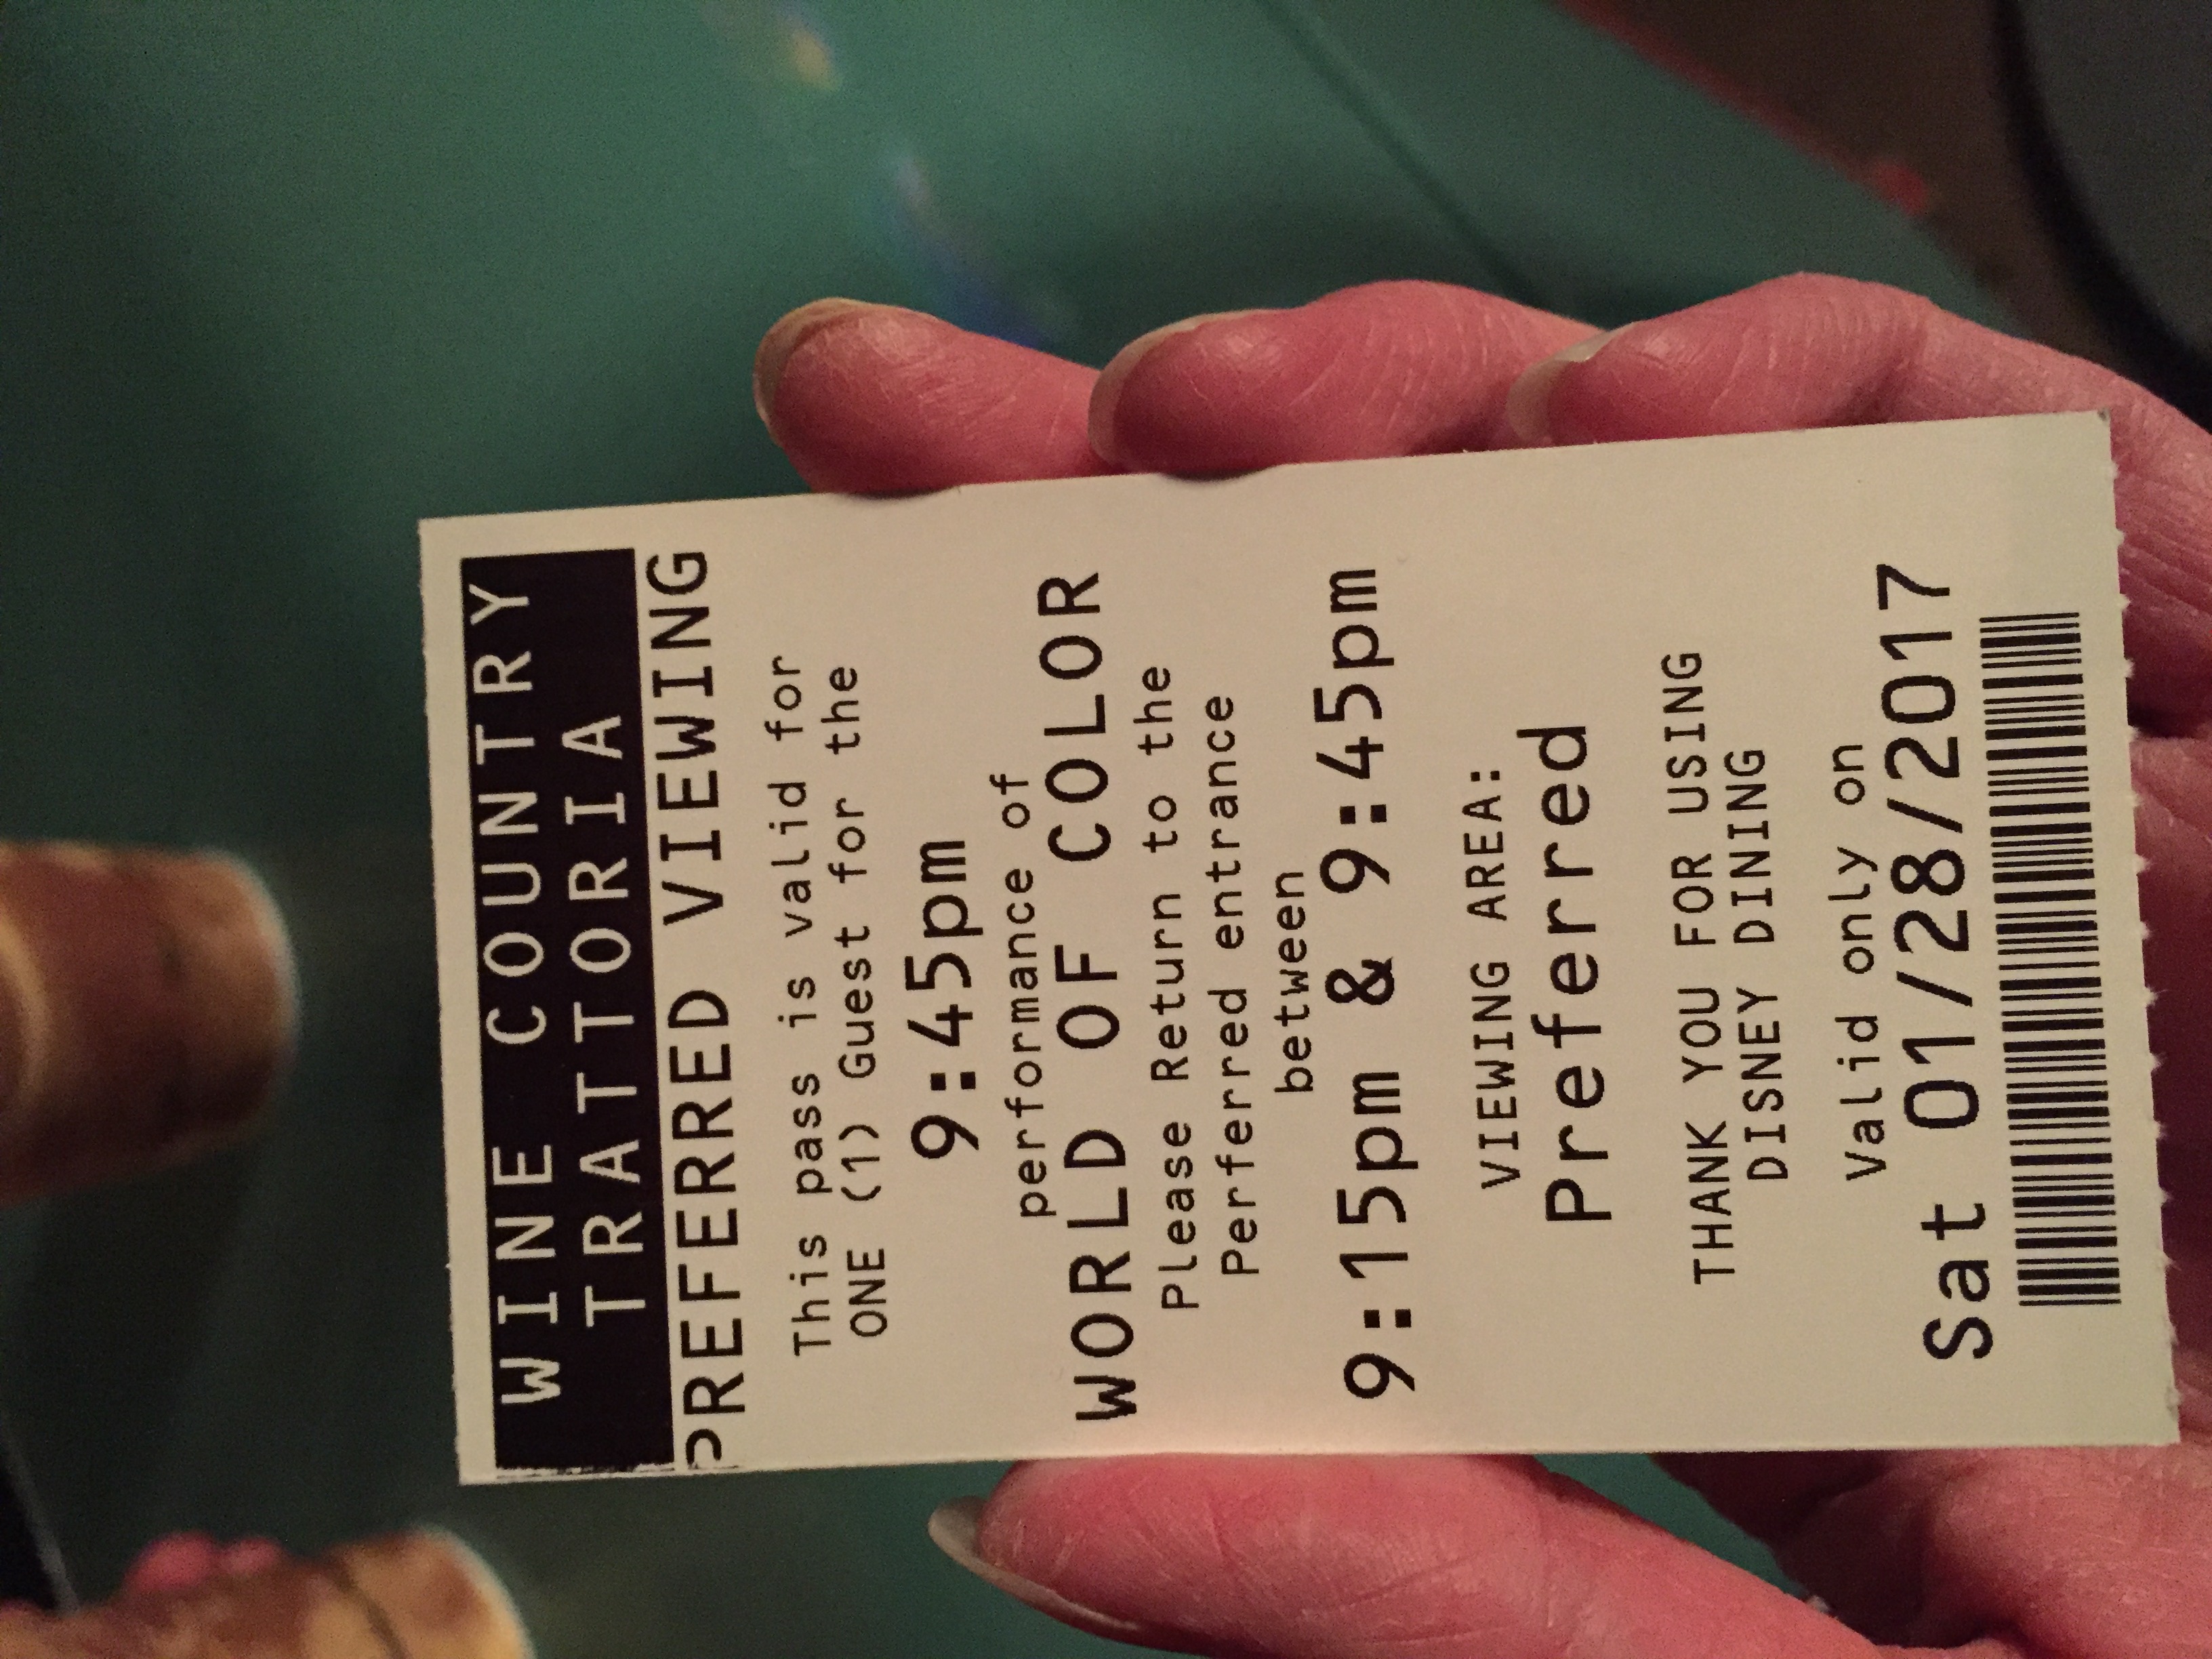 WINE COUNTRY
TRATTORIA
PREFERRED VIEWING
This pass is valid for
ONE (1) Guest for the
9:45pm
performance of
WORLD OF COLOR
Please Return to the
Perferred entrance
between
9:15pm & 9:45pm
VIEWING AREA:
Preferred
THANK YOU FOR USING
DISNEY DINING
Valid only on
Sat 01/28/2017